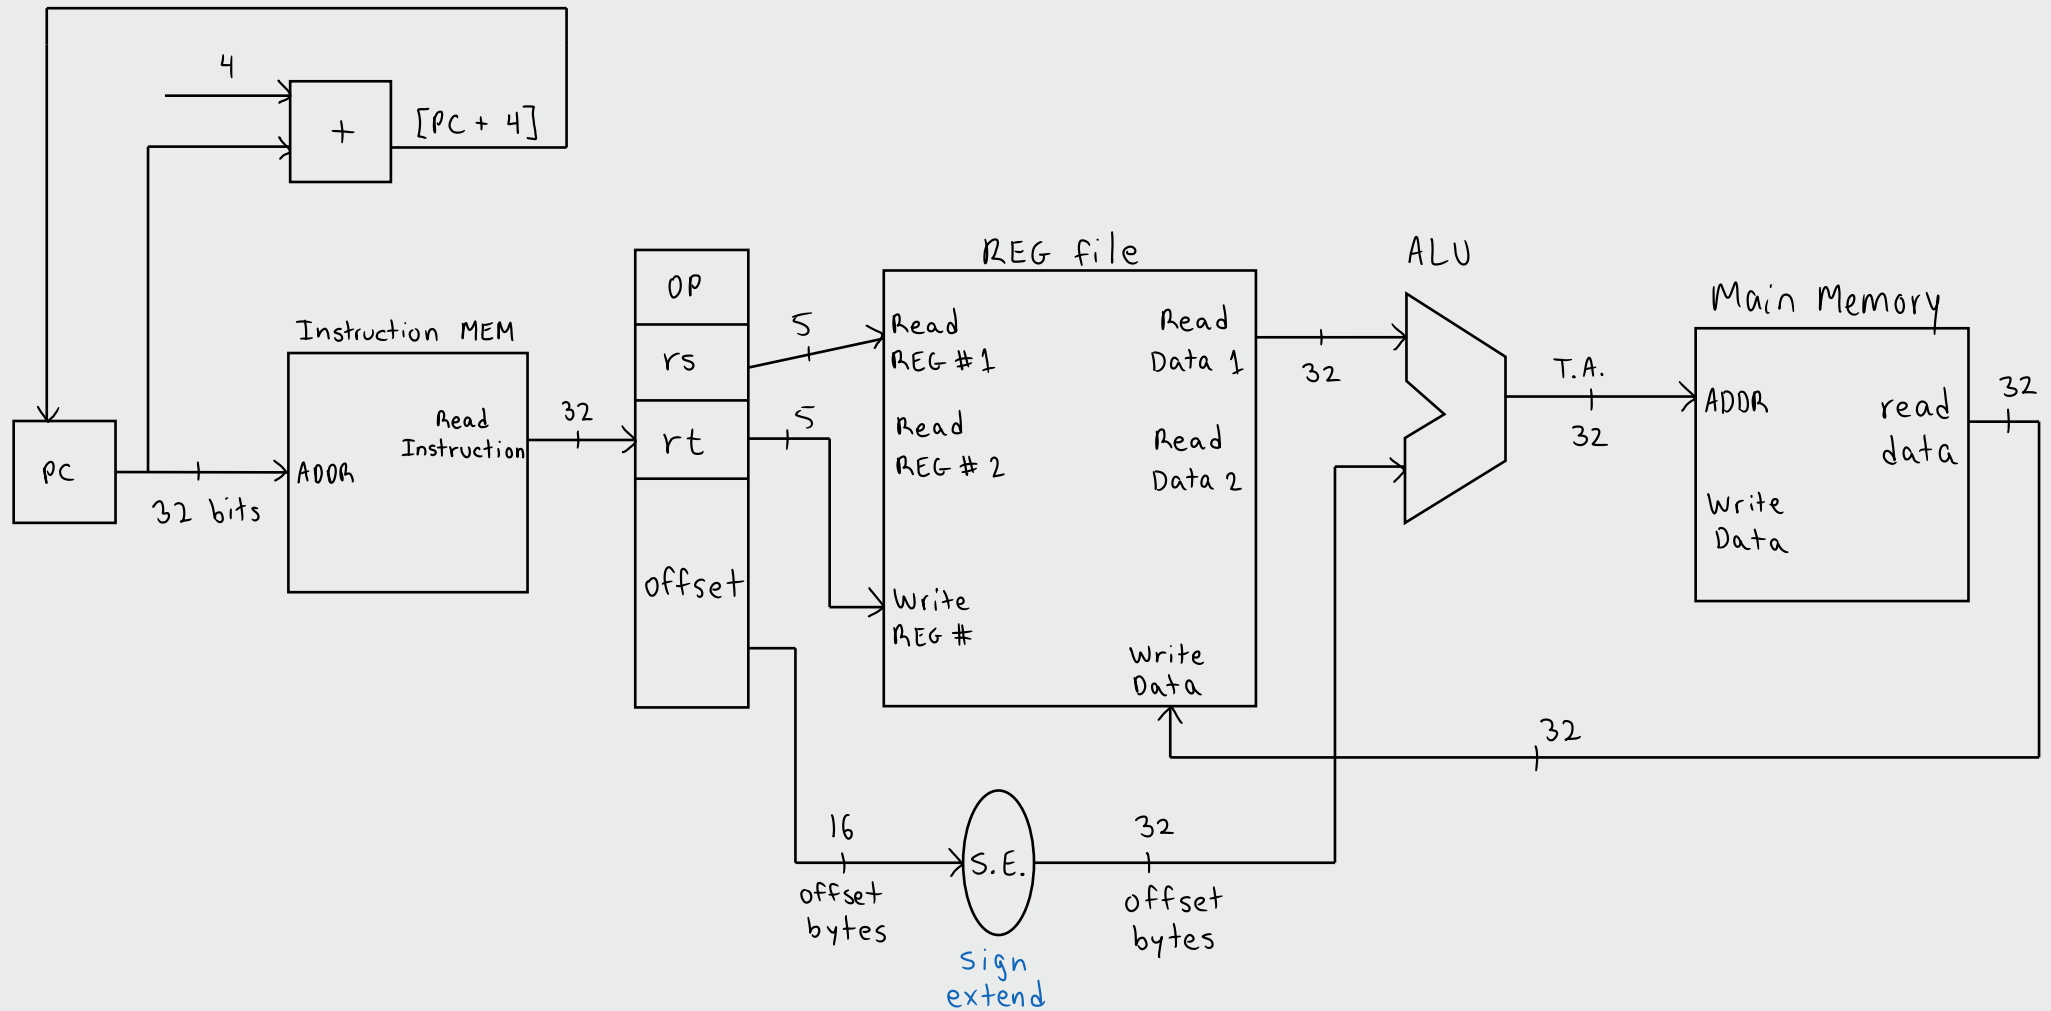 4
+
[PC + 4]
PC
32 bits
Instruction MEM
ADDR
Read
Instruction
32
OP
rs
rt
offset
5
5
REG file
Read
REG # 1
Read
REG # 2
Write
REG #
Read
Data 1
Read
Data 2
Write
Data
32
ALU
T.A.
32
Main Memory
ADDR
read
data
Write
Data
32
32
16
offset
bytes
S.E.
sign
extend
32
offset
bytes